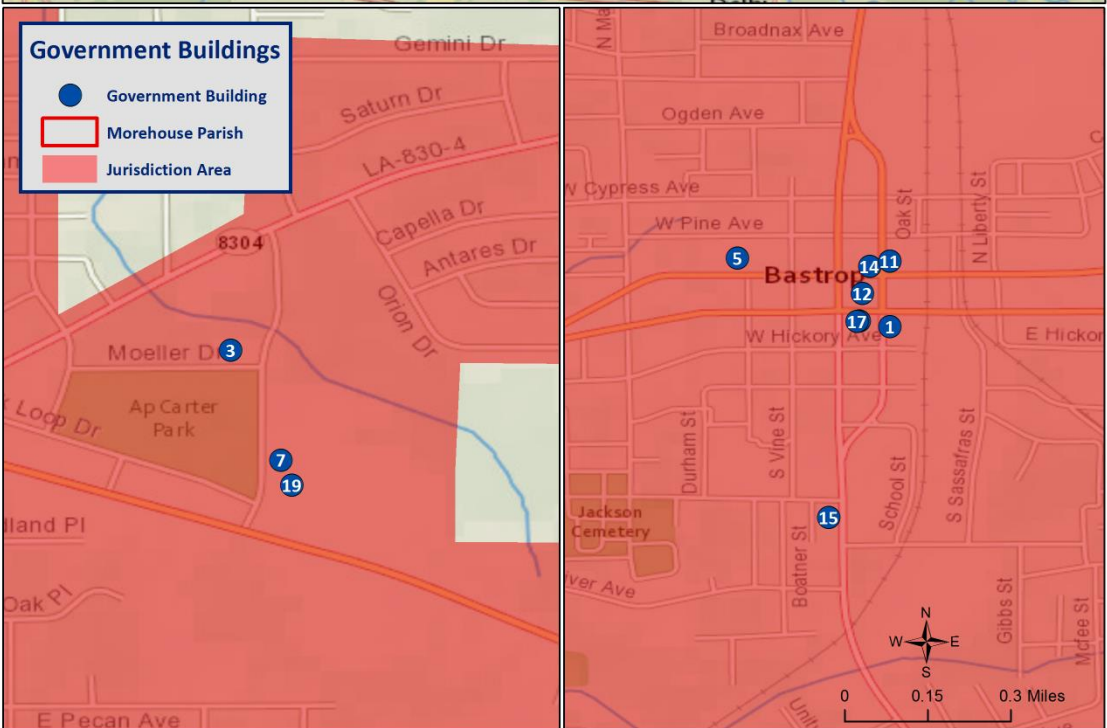 Government Buildings
Government Building
Morehouse Parish
Jurisdiction Area
Gemini Dr
Saturn Dr
LA-830-4
Capella Dr
Antares Dr
8304
Orion Dr
Moeller Dr
3
Ap Carter
Park
Loop Dr
7
19
Pl
Oak Pl
E Pecan Ave
Broadnax Ave
Ogden Ave
W Cypress Ave
Oak St
N Liberty St
W Pine Ave
5
14
11
Bastrop
12
17
1
W Hickory Ave
E Hickor
Durham St
S Vine St
School St
S Sassafras St
15
Jackson
Cemetery
Boatner St
iver Ave
Gibbs St
Mcfee St
N
W
E
S
0
0.15
0.3 Miles